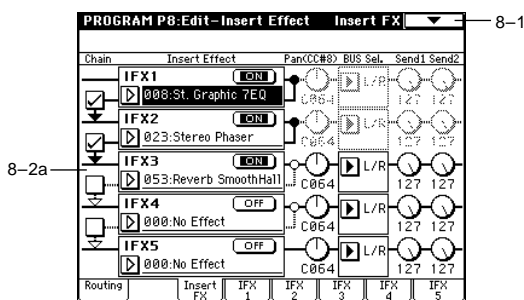 PROGRAM P8:Edit-Insert Effect Insert FX 8–1
Chain Insert Effect Pan(CC#8) BUS Sel. Send1 Send2
IFX1 ON
008:St. Graphic 7EQ C064 L/R 127 127
IFX2 ON
023:Stereo Phaser C064 L/R 127 127
8–2a
IFX3 ON
053:Reverb SmoothHall C064 L/R 127 127
IFX4 OFF
000:No Effect C064 L/R 127 127
IFX5 OFF
000:No Effect C064 L/R 127 127
Routing Insert FX IFX 1 IFX 2 IFX 3 IFX 4 IFX 5